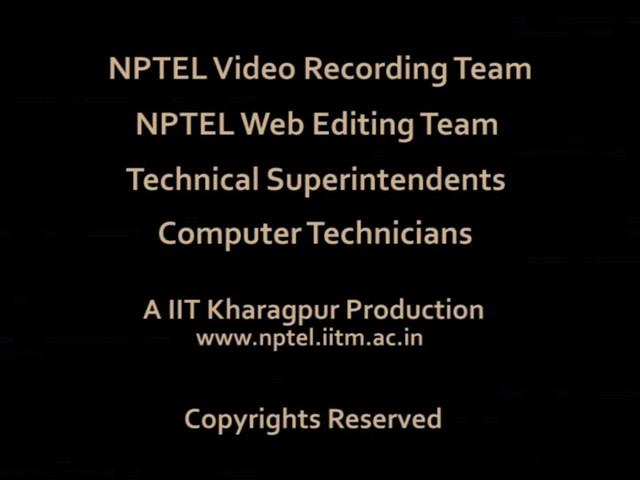 NPTEL Video Recording Team
NPTEL Web Editing Team
Technical Superintendents
Computer Technicians
A IIT Kharagpur Production
www.nptel.iitm.ac.in
Copyrights Reserved